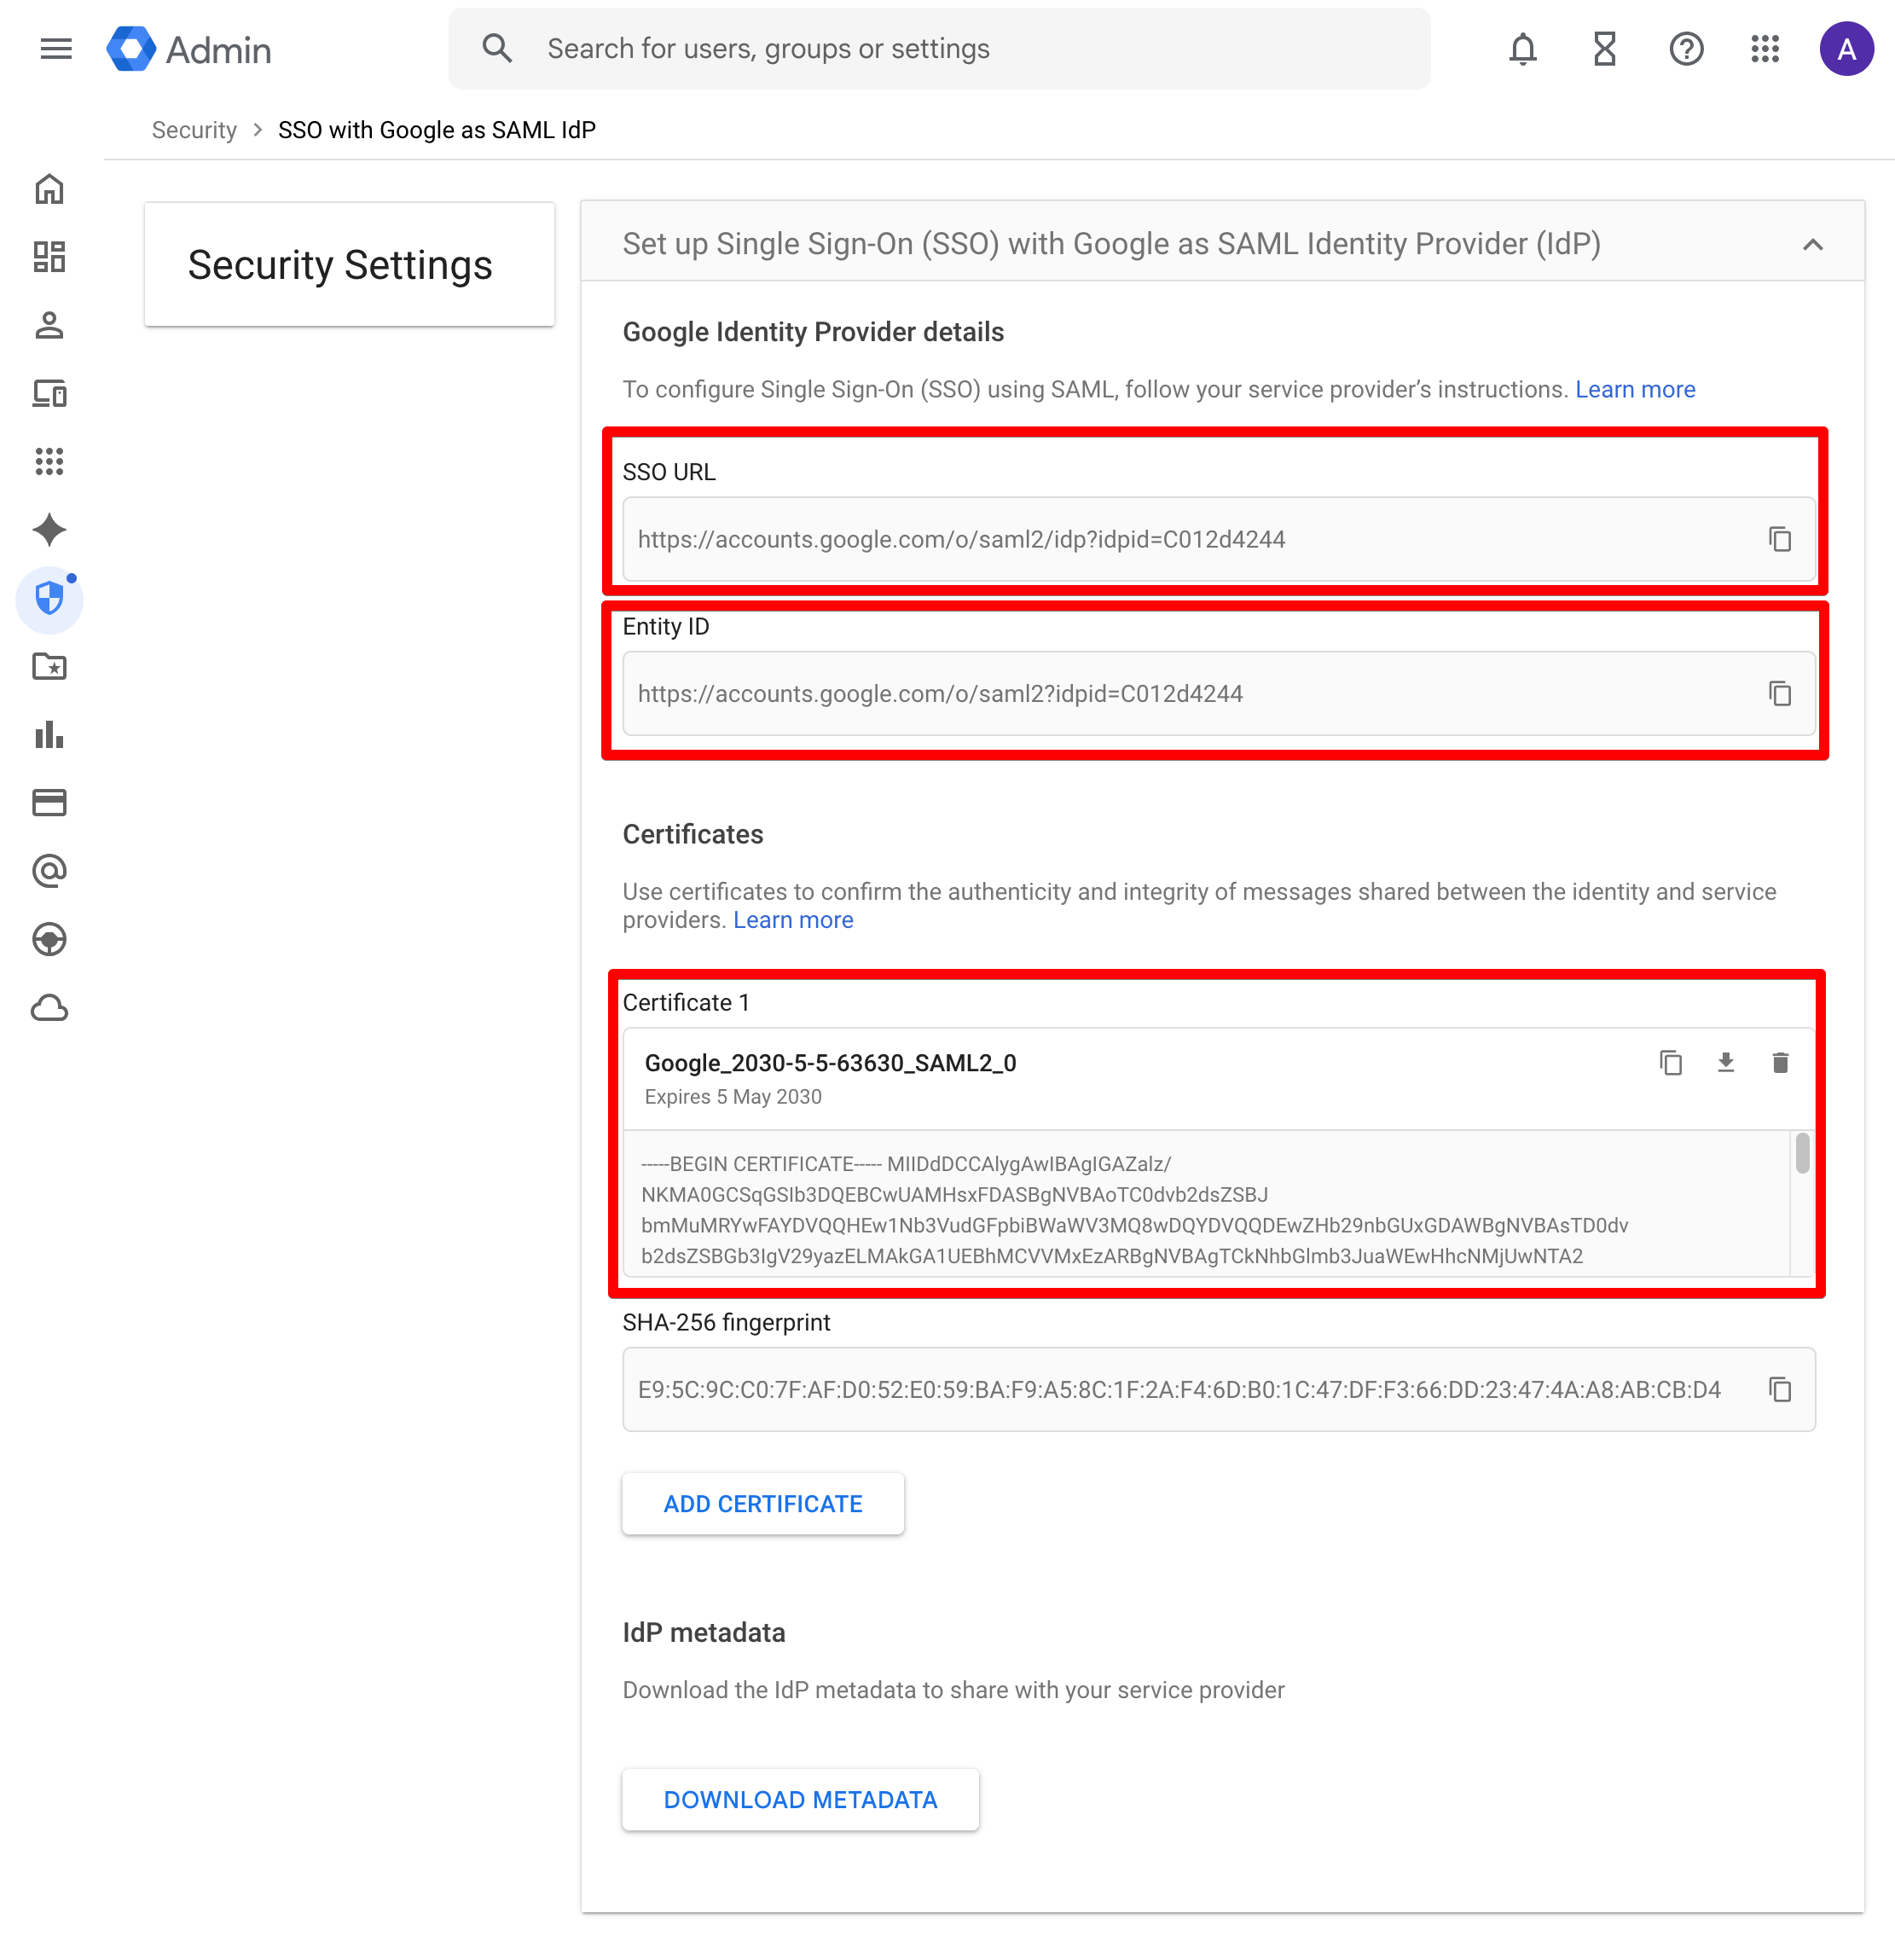 Admin
Search for users, groups or settings
A
Security > SSO with Google as SAML IdP
Security Settings
Set up Single Sign-On (SSO) with Google as SAML Identity Provider (IdP)
Google Identity Provider details
To configure Single Sign-On (SSO) using SAML, follow your service provider’s instructions. Learn more
SSO URL
https://accounts.google.com/o/saml2/idp?idpid=C012d4244
Entity ID
https://accounts.google.com/o/saml2?idpid=C012d4244
Certificates
Use certificates to confirm the authenticity and integrity of messages shared between the identity and service
providers. Learn more
Certificate 1
Google_2030-5-5-63630_SAML2_0
Expires 5 May 2030
-----BEGIN CERTIFICATE----- MIIDdDCCAlygAwIBAgIGAZalz/
NKMA0GCSqGSIb3DQEBCwUAMHsxFDASBgNVBAoTC0dvb2dsZSBJ
bmMuMRYwFAYDVQQHEw1Nb3VudGFpbiBWaWV3MQ8wDQYDVQQDEwZHb29nbGUxGDAWBgNVBAsTD0dv
b2dsZSBGb3IgV29yazELMAkGA1UEBhMCVVMxEzARBgNVBAgTCkNhbGlmb3JuaWEwHhcNMjUwNTA2
SHA-256 fingerprint
E9:5C:9C:C0:7F:AF:D0:52:E0:59:BA:F9:A5:8C:1F:2A:F4:6D:B0:1C:47:DF:F3:66:DD:23:47:4A:A8:AB:CB:D4
ADD CERTIFICATE
IdP metadata
Download the IdP metadata to share with your service provider
DOWNLOAD METADATA